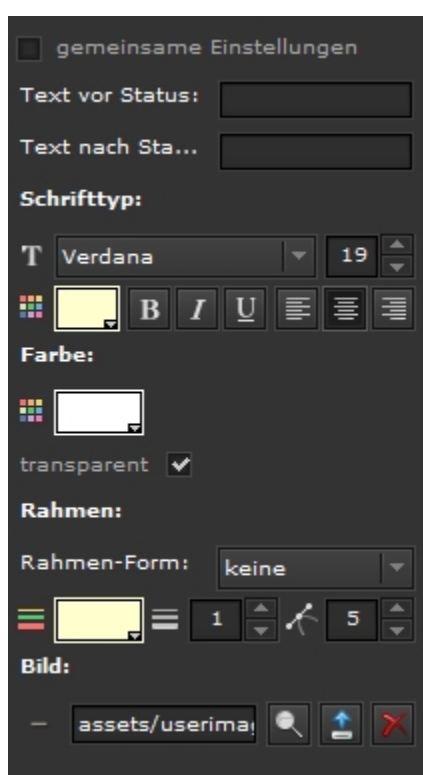 gemeinsame Einstellungen
Text vor Status:
Text nach Sta...
Schrifttyp:
T Verdana 19
B I U
Farbe:
transparent
Rahmen:
Rahmen-Form: keine
1 5
Bild:
assets/userima